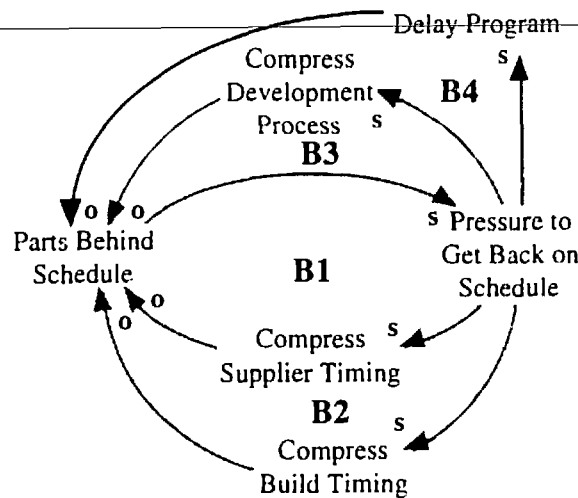 Delay Program
s
Compress
Development
Process
s
B4
B3
o
o
Parts Behind
Schedule
s
Pressure to
Get Back on
Schedule
B1
o
o
Compress
Supplier Timing
s
B2
s
Compress
Build Timing